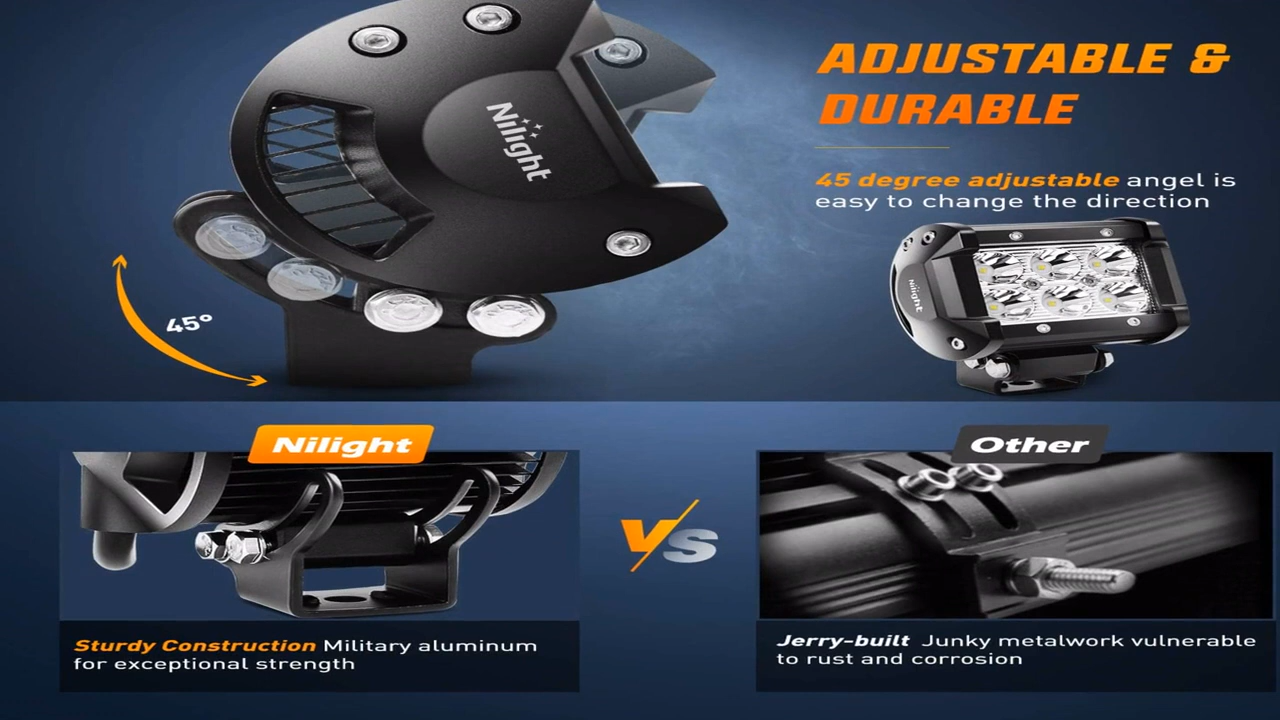 Nilight
ADJUSTABLE &
DURABLE
45 degree adjustable angel is
easy to change the direction
45°
Nilight
Nilight
Other
VS
Sturdy Construction Military aluminum
for exceptional strength
Jerry-built Junky metalwork vulnerable
to rust and corrosion